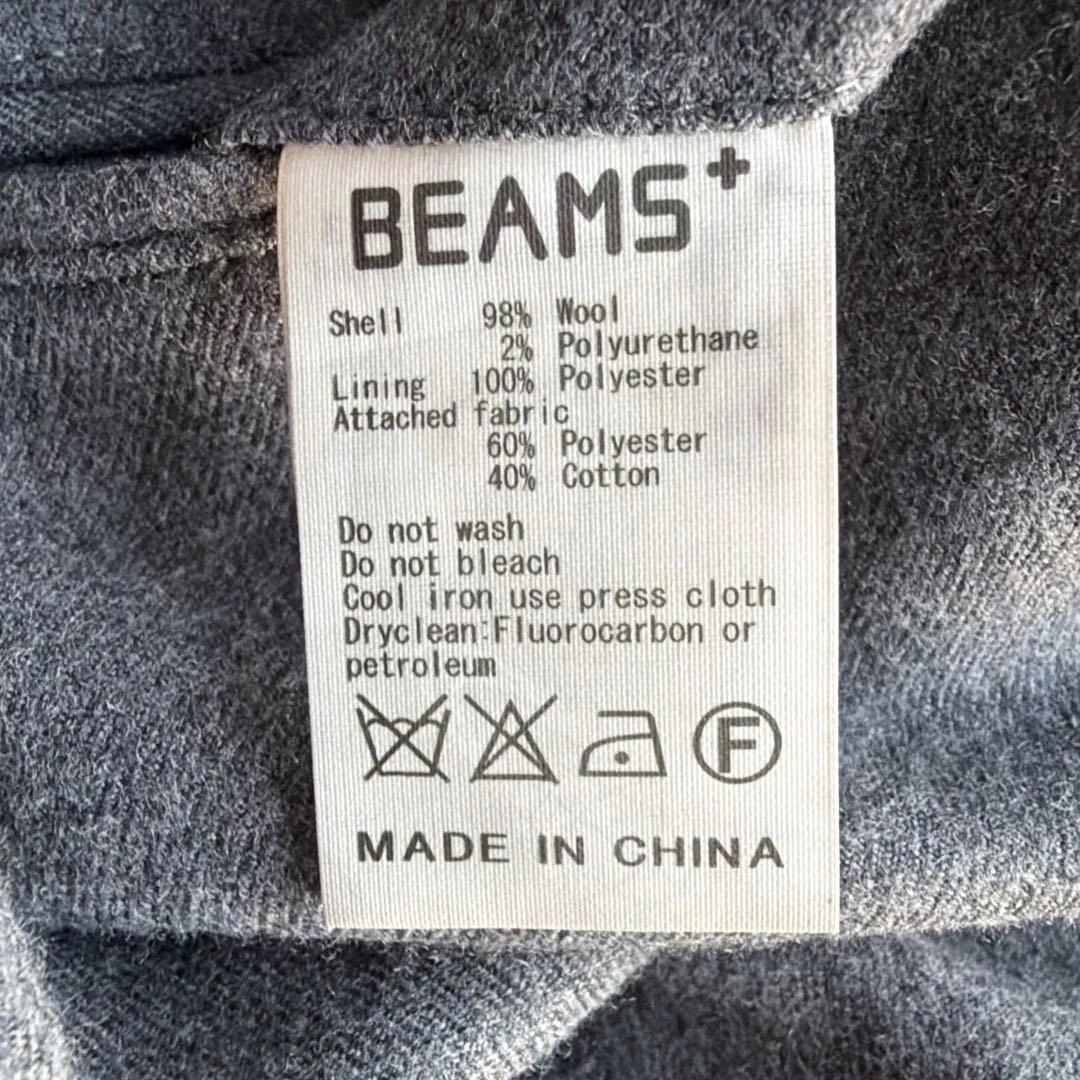 BEAMS+
Shell 98% Wool
2% Polyurethane
Lining 100% Polyester
Attached fabric
60% Polyester
40% Cotton
Do not wash
Do not bleach
Cool iron use press cloth
Dryclean:Fluorocarbon or
petroleum
F
MADE IN CHINA